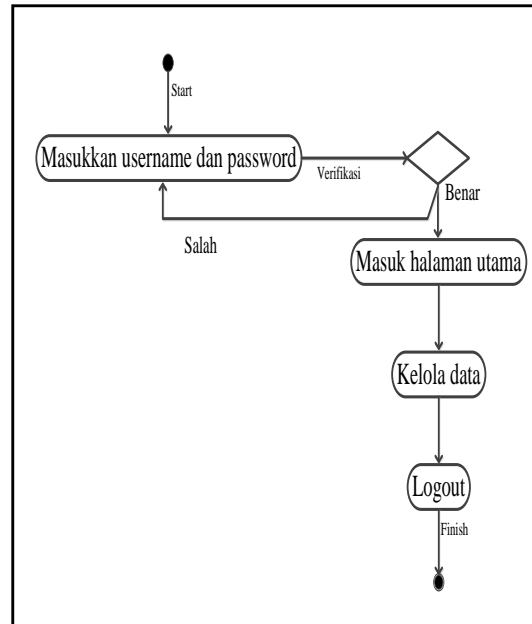 Start
Masukkan username dan password
Verifikasi
Benar
Salah
Masuk halaman utama
Kelola data
Logout
Finish